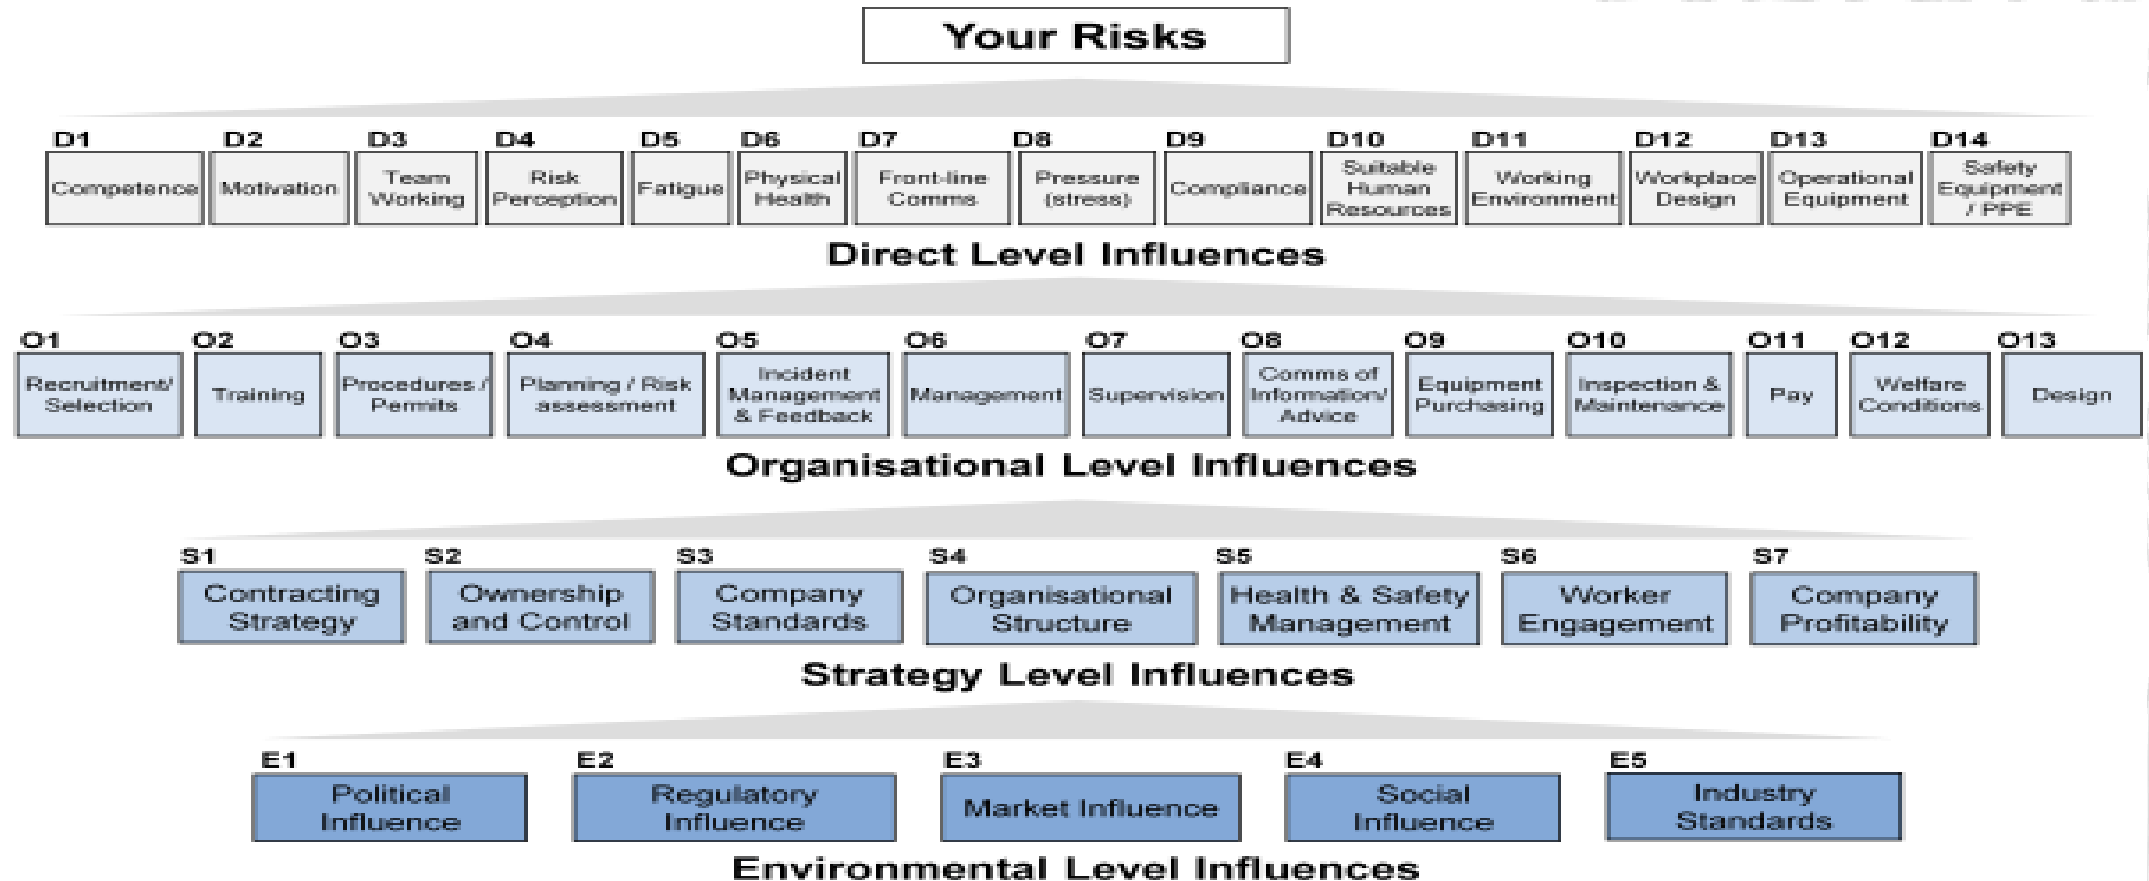 Your Risks
D1 D2 D3 D4 D5 D6 D7 D8 D9 D10 D11 D12 D13 D14
Competence
Motivation
Team
Working
Risk
Perception
Fatigue
Physical
Health
Front-line
Comms
Pressure
(stress)
Compliance
Suitable
Human
Resources
Working
Environment
Workplace
Design
Operational
Equipment
Safety
Equipment
/ PPE
Direct Level Influences
O1 O2 O3 O4 O5 O6 O7 O8 O9 O10 O11 O12 O13
Recruitment/
Selection
Training
Procedures /
Permits
Planning / Risk
assessment
Incident
Management
& Feedback
Management
Supervision
Comms of
Information/
Advice
Equipment
Purchasing
Inspection &
Maintenance
Pay
Welfare
Conditions
Design
Organisational Level Influences
S1 S2 S3 S4 S5 S6 S7
Contracting
Strategy
Ownership
and Control
Company
Standards
Organisational
Structure
Health & Safety
Management
Worker
Engagement
Company
Profitability
Strategy Level Influences
E1 E2 E3 E4 E5
Political
Influence
Regulatory
Influence
Market Influence
Social
Influence
Industry
Standards
Environmental Level Influences